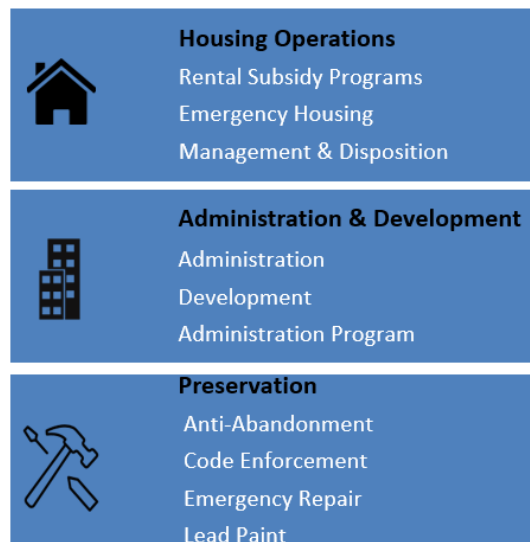 Housing Operations
Rental Subsidy Programs
Emergency Housing
Management & Disposition
Administration & Development
Administration
Development
Administration Program
Preservation
Anti-Abandonment
Code Enforcement
Emergency Repair
Lead Paint